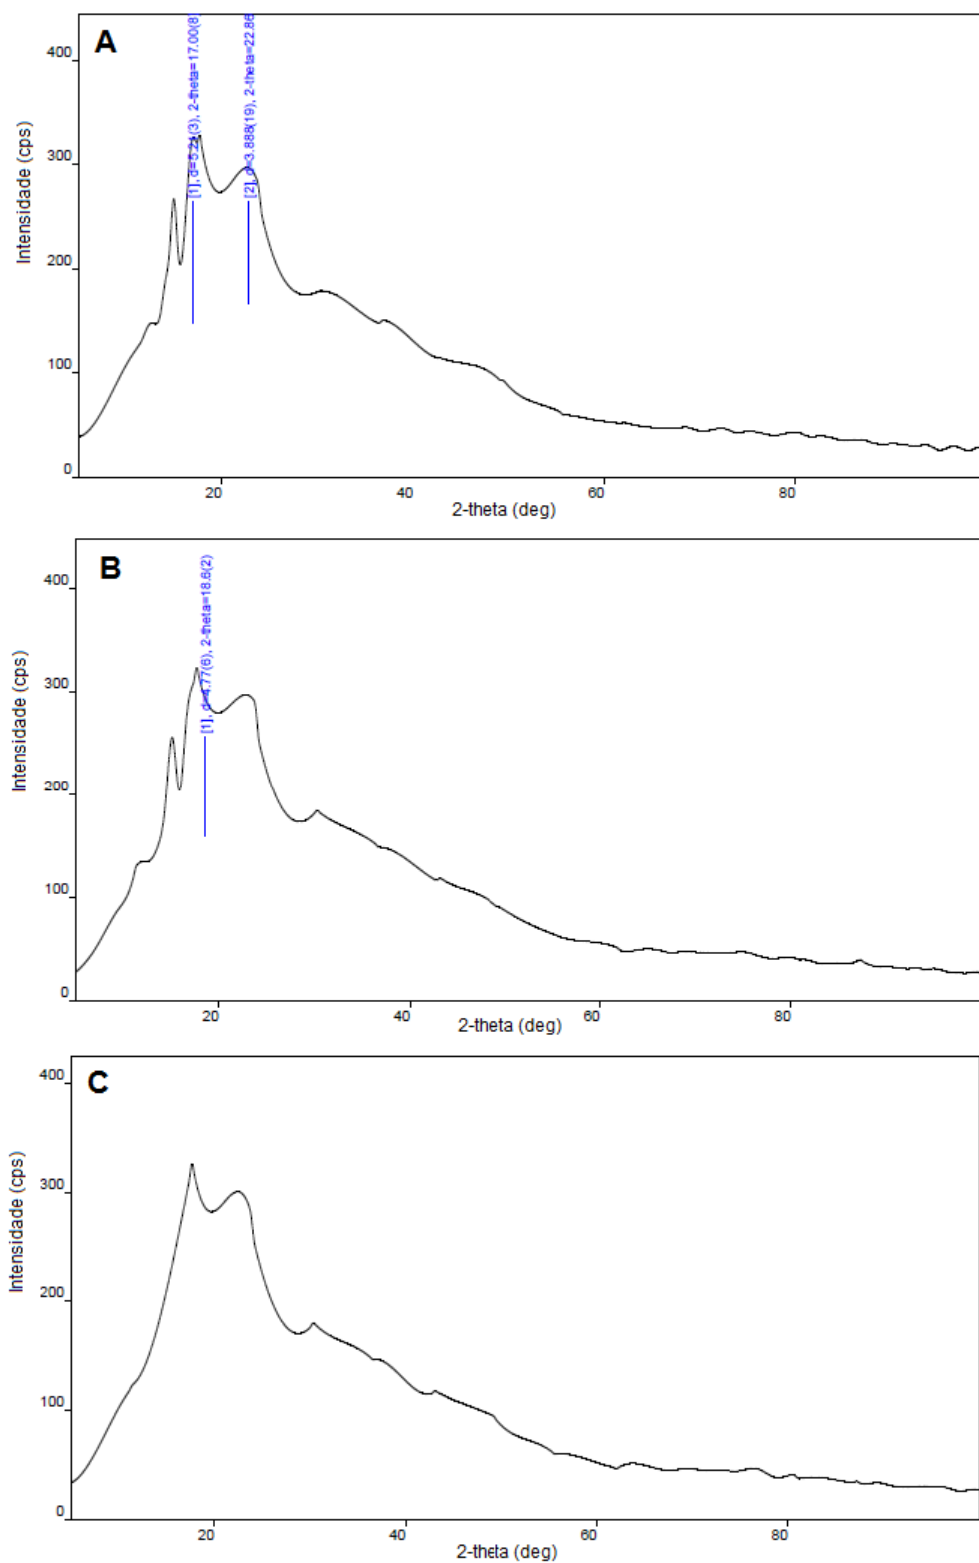 A
[1], d=5.21(3), 2-theta=17.00(8)
[2], d=3.888(19), 2-theta=22.86
Intensidade (cps)
400
300
200
100
0
20
40
60
80
2-theta (deg)
B
[1], d=4.77(6), 2-theta=18.6(2)
Intensidade (cps)
400
300
200
100
0
20
40
60
80
2-theta (deg)
C
Intensidade (cps)
400
300
200
100
0
20
40
60
80
2-theta (deg)